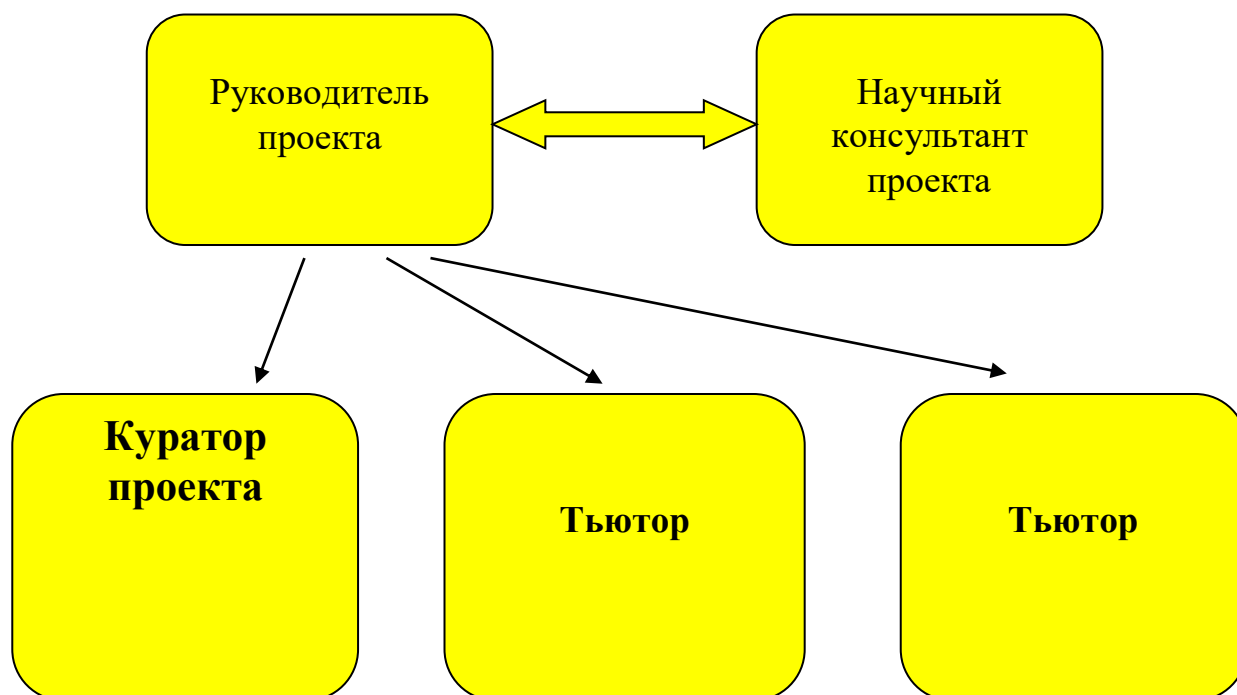 Руководитель
проекта
Научный
консультант
проекта
Куратор
проекта
Тьютор
Тьютор